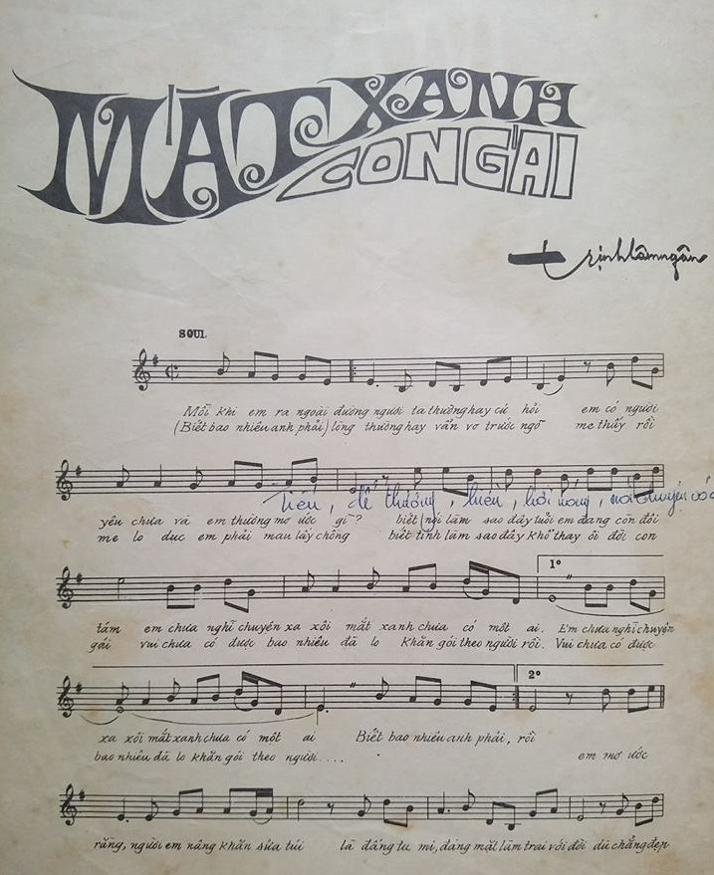 MẮT XANH
CON GÁI
trịnh lâm ngân
SOUL
Mỗi khi em ra ngoài đường người ta thường hay cứ hỏi em có người
(Biết bao nhiêu anh phải) lòng thường hay vẩn vơ trước ngõ mẹ thấy rồi
Tiến, dễ thương, hiền,
yêu chưa và em thường mơ ước gì? biết (nói làm sao đây tuổi em đang còn đôi
mẹ lo dục em phải mau lấy chồng biết tính làm sao đây khổ thay ôi đời con
1º
tám em chưa nghĩ chuyện xa xôi mắt xanh chưa có một ai. Em chưa nghĩ chuyện
gái vui chưa có được bao nhiêu đã lo khăn gói theo người rồi. Vui chưa có được
2º
xa xôi mắt xanh chưa có một ai Biết bao nhiêu anh phải, rồi
bao nhiêu đã lo khăn gói theo người.... em mơ ước
rằng, người em nâng khăn sửa túi là đấng tu mi, đáng mặt làm trai với đời dù chẳng đẹp